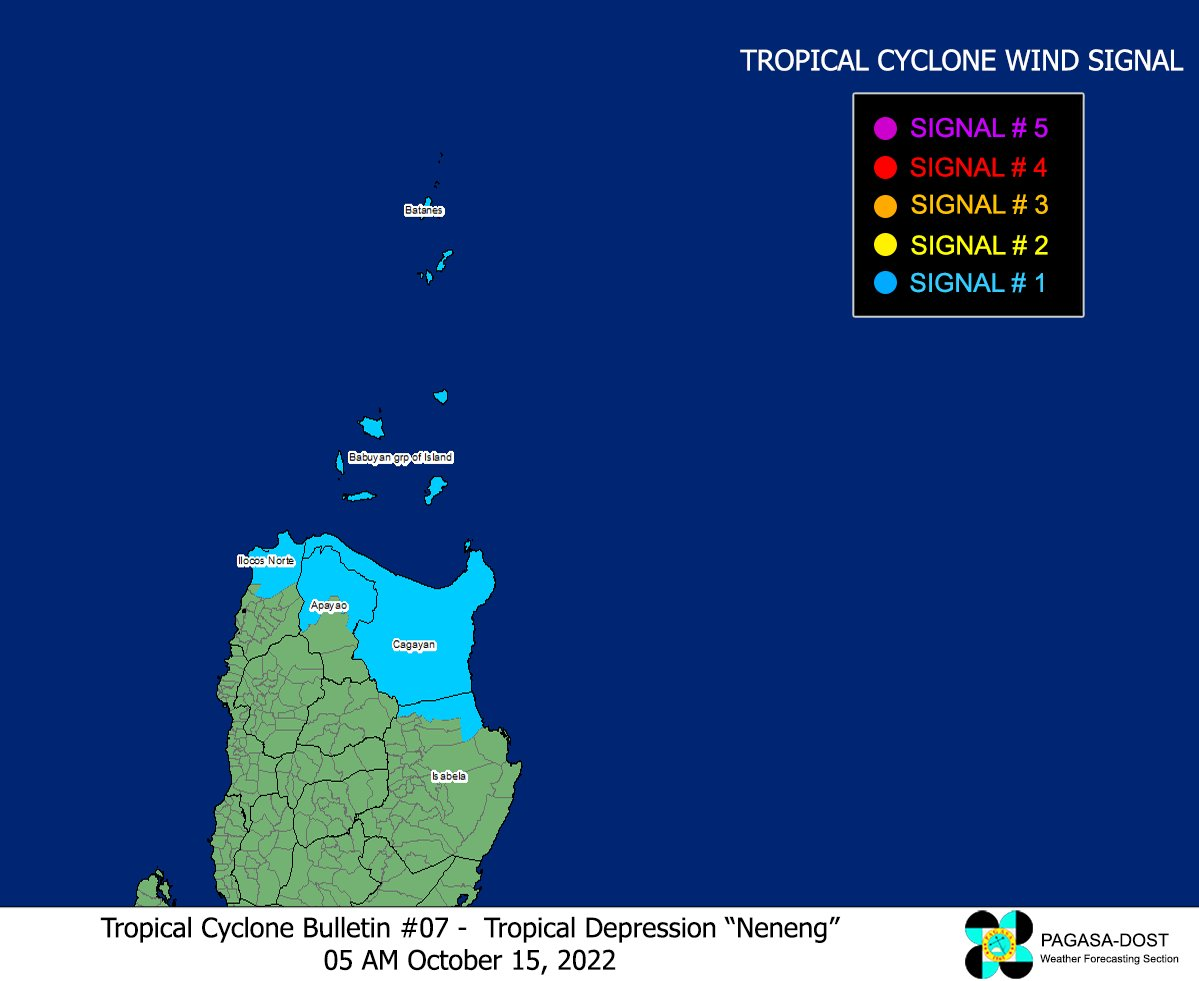 TROPICAL CYCLONE WIND SIGNAL
SIGNAL # 5
SIGNAL # 4
SIGNAL # 3
SIGNAL # 2
SIGNAL # 1
Batanes
Babuyan grp of Island
Ilocos Norte
Apayao
Cagayan
Isabela
Tropical Cyclone Bulletin #07 - Tropical Depression “Neneng”
05 AM October 15, 2022
PAGASA-DOST
Weather Forecasting Section